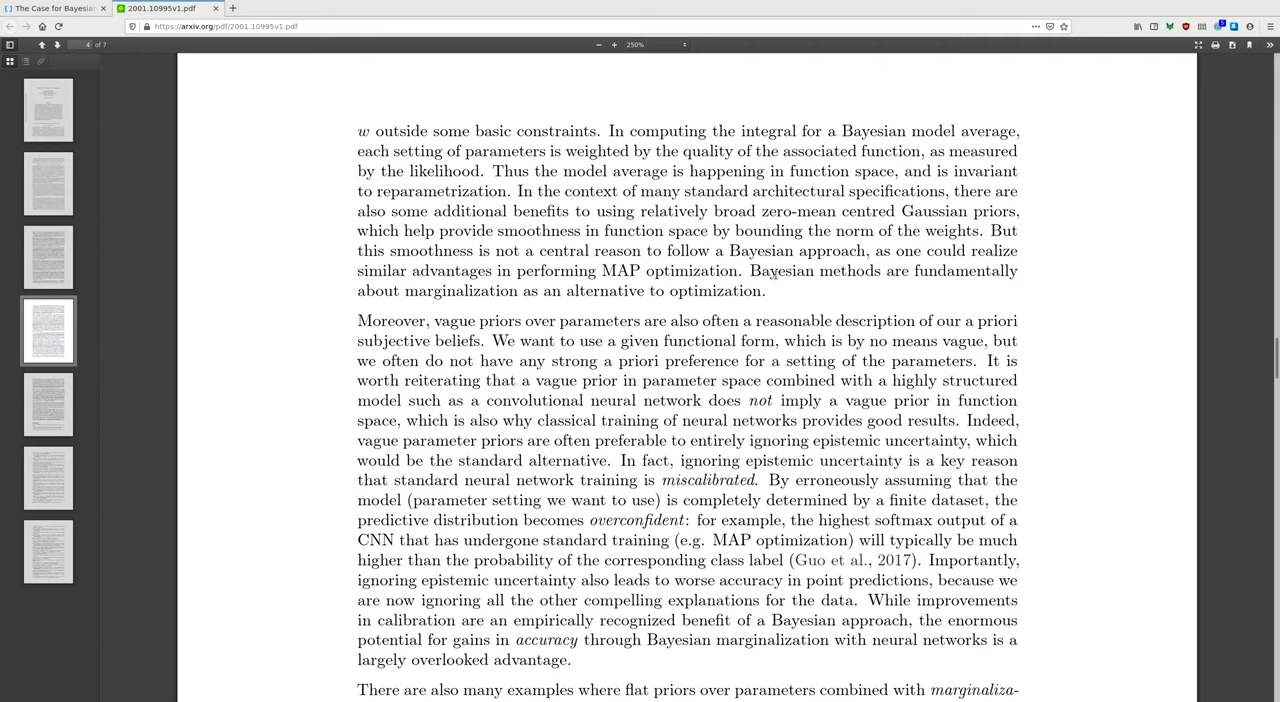 The Case for Bayesian
2001.10995v1.pdf
https://arxiv.org/pdf/2001.10995v1.pdf
4 of 7
250%
w outside some basic constraints. In computing the integral for a Bayesian model average,
each setting of parameters is weighted by the quality of the associated function, as measured
by the likelihood. Thus the model average is happening in function space, and is invariant
to reparametrization. In the context of many standard architectural specifications, there are
also some additional benefits to using relatively broad zero-mean centred Gaussian priors,
which help provide smoothness in function space by bounding the norm of the weights. But
this smoothness is not a central reason to follow a Bayesian approach, as one could realize
similar advantages in performing MAP optimization. Bayesian methods are fundamentally
about marginalization as an alternative to optimization.
Moreover, vague priors over parameters are also often a reasonable description of our a priori
subjective beliefs. We want to use a given functional form, which is by no means vague, but
we often do not have any strong a priori preference for a setting of the parameters. It is
worth reiterating that a vague prior in parameter space combined with a highly structured
model such as a convolutional neural network does not imply a vague prior in function
space, which is also why classical training of neural networks provides good results. Indeed,
vague parameter priors are often preferable to entirely ignoring epistemic uncertainty, which
would be the standard alternative. In fact, ignoring epistemic uncertainty is a key reason
that standard neural network training is miscalibrated. By erroneously assuming that the
model (parameter setting we want to use) is completely determined by a finite dataset, the
predictive distribution becomes overconfident: for example, the highest softmax output of a
CNN that has undergone standard training (e.g. MAP optimization) will typically be much
higher than the probability of the corresponding class label (Guo et al., 2017). Importantly,
ignoring epistemic uncertainty also leads to worse accuracy in point predictions, because we
are now ignoring all the other compelling explanations for the data. While improvements
in calibration are an empirically recognized benefit of a Bayesian approach, the enormous
potential for gains in accuracy through Bayesian marginalization with neural networks is a
largely overlooked advantage.
There are also many examples where flat priors over parameters combined with marginaliza-